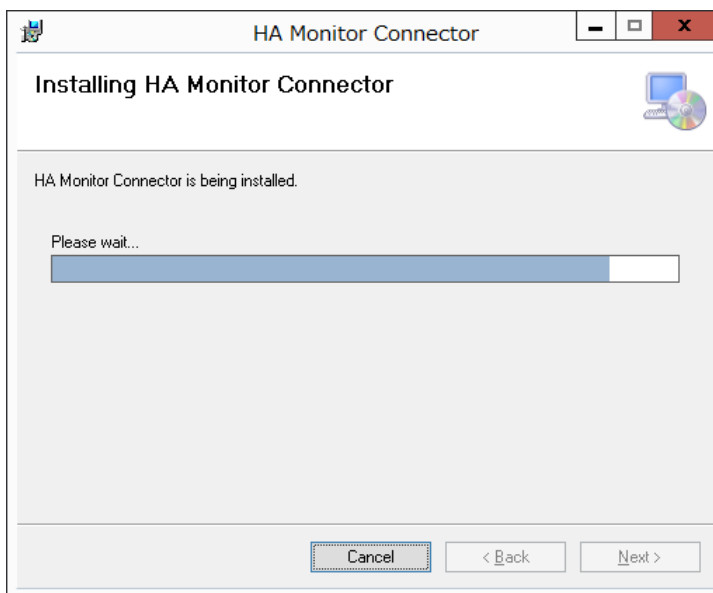 HA Monitor Connector
Installing HA Monitor Connector
HA Monitor Connector is being installed.
Please wait...
Cancel
< Back
Next >